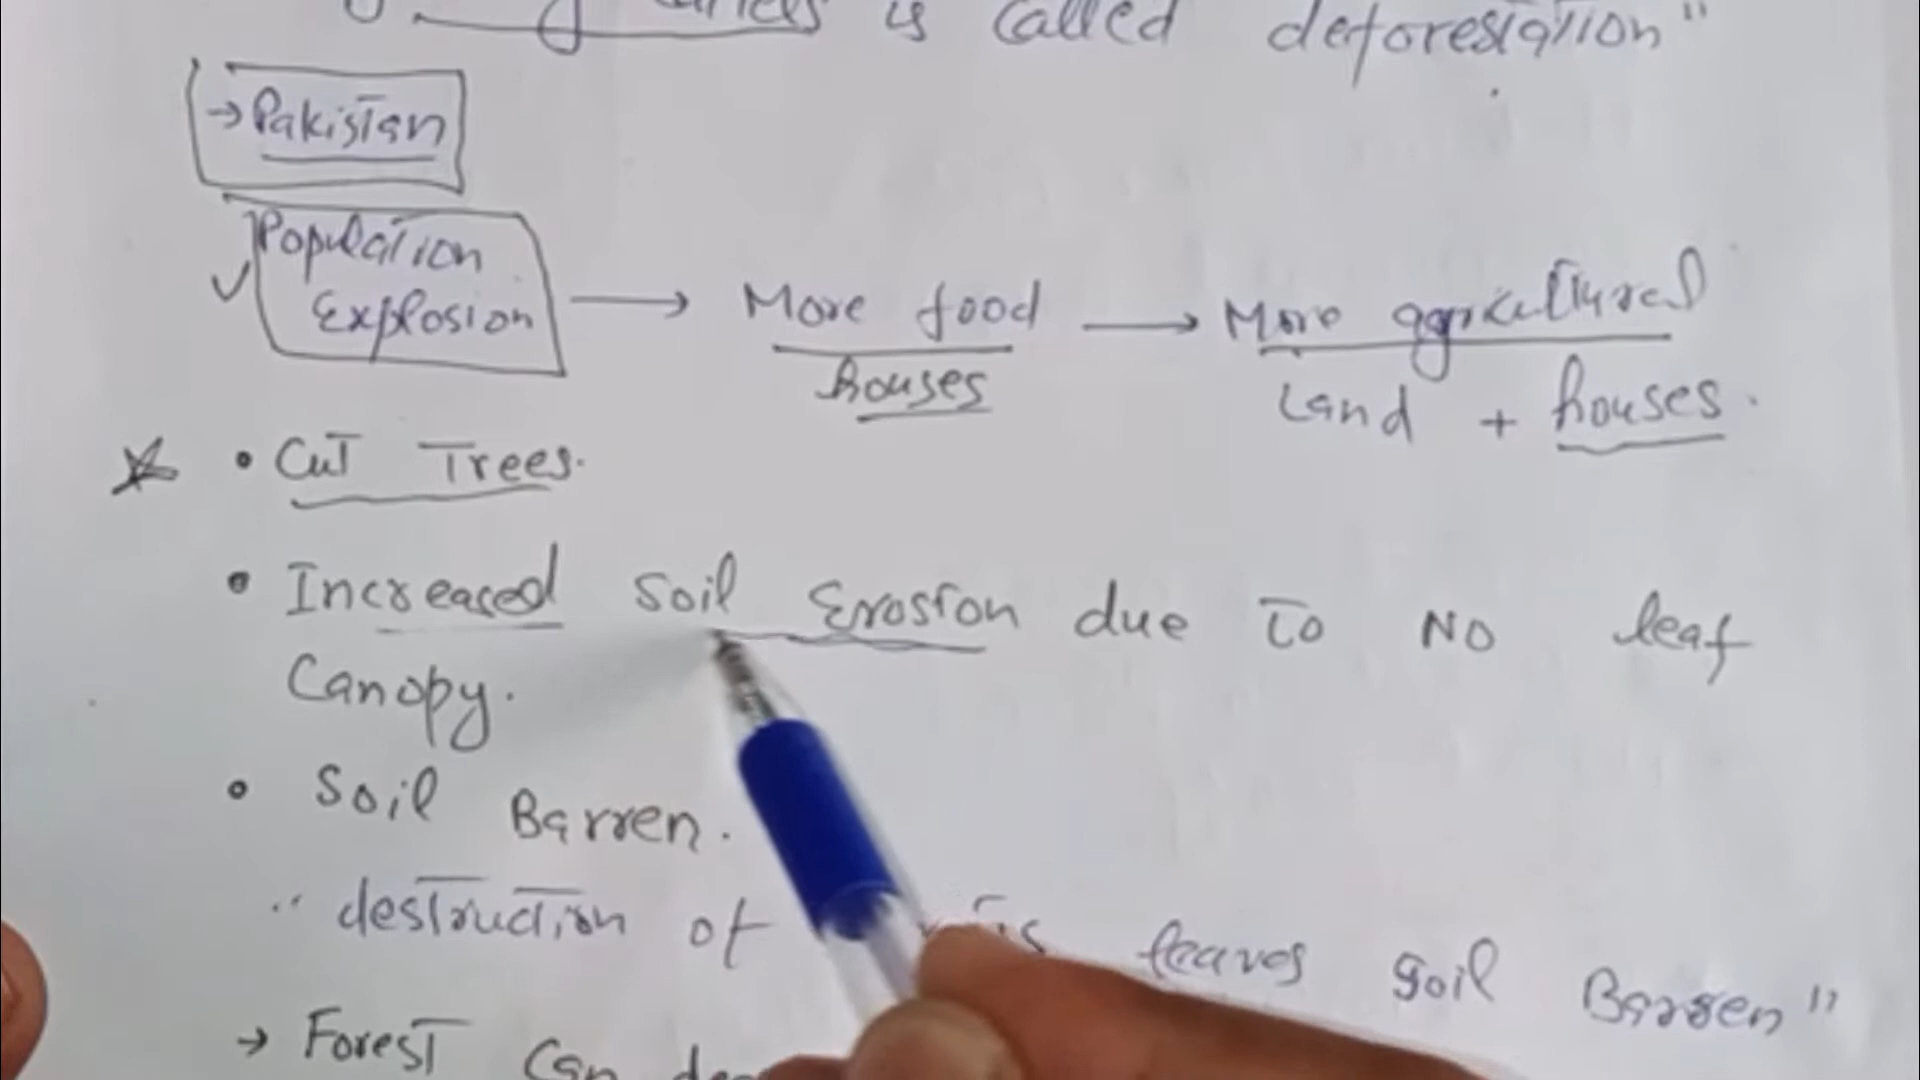 is called deforestation"
→ Pakistan
Population
Explosion → More food → More agricultural
houses
Land + houses.
• Cut Trees.
• Increased Soil Erosion due To NO leaf
Canopy.
• Soil Barren.
" destruction of leaves soil Barren"
→ Forest Can